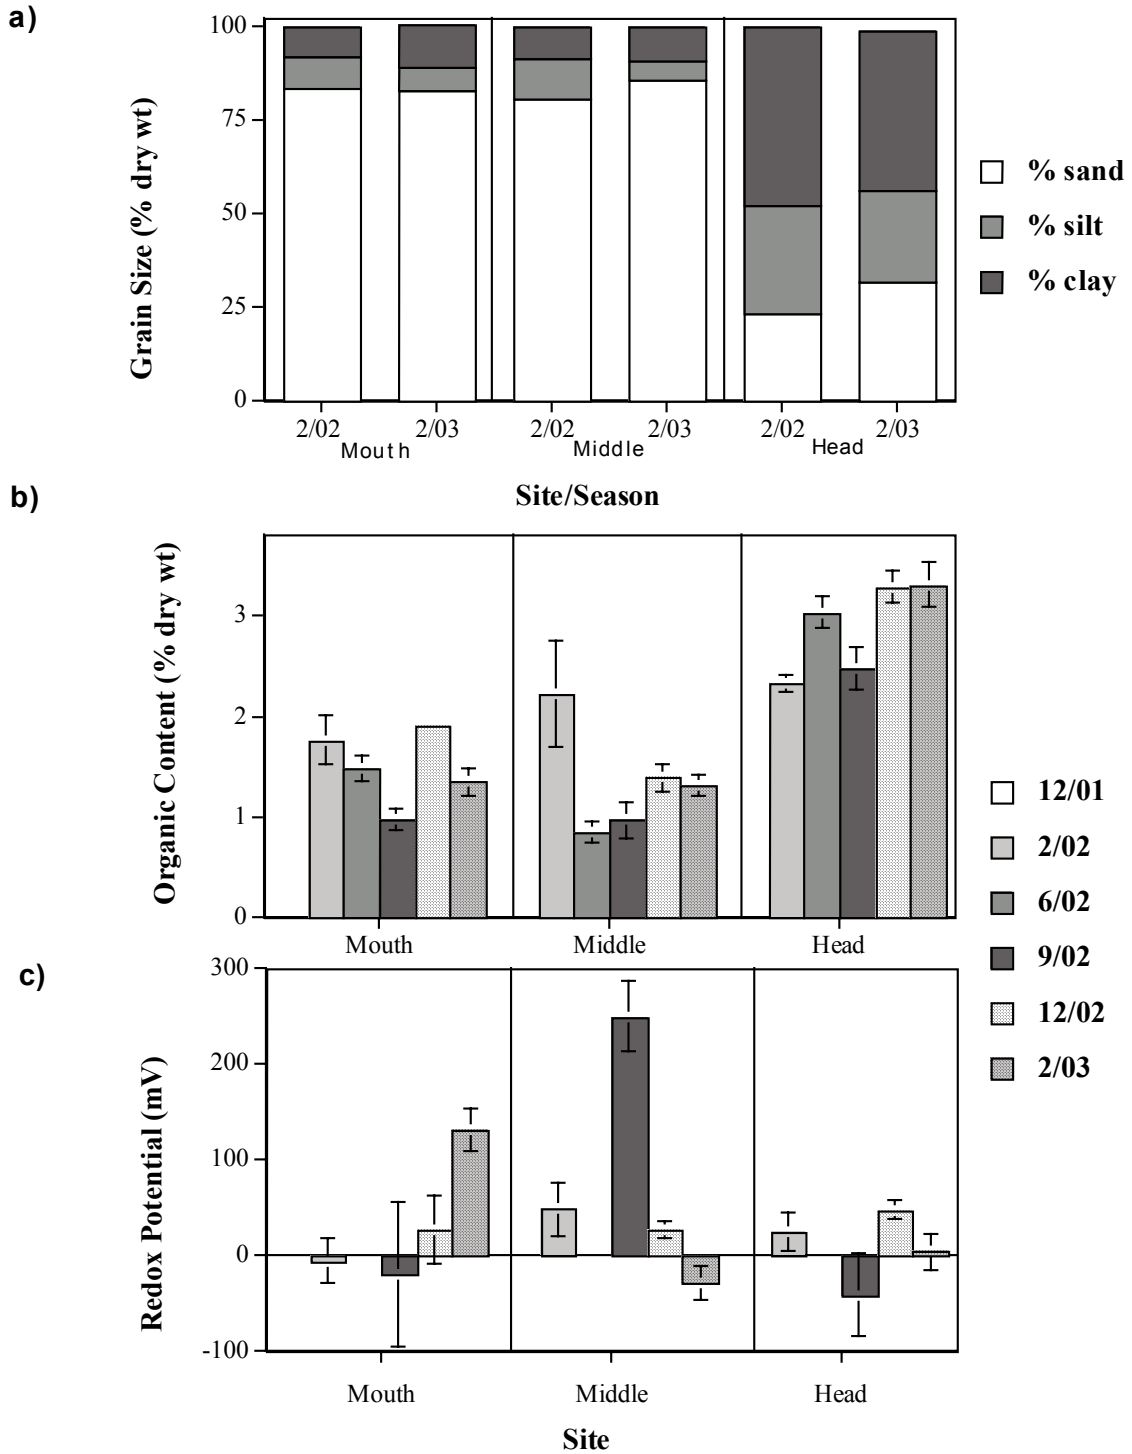 a)
100
75
50
25
0
Grain Size (% dry wt)
2/02 2/03 2/02 2/03 2/02 2/03
Mouth Middle Head
Site/Season
% sand
% silt
% clay
b)
3
2
1
0
Organic Content (% dry wt)
Mouth Middle Head
12/01
2/02
6/02
9/02
12/02
2/03
c)
300
200
100
0
-100
Redox Potential (mV)
Mouth Middle Head
Site